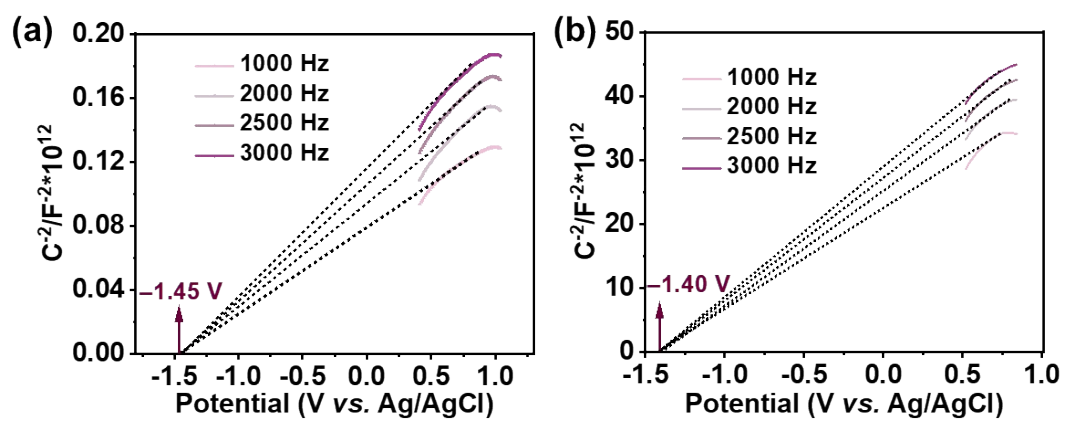 (a)
0.20
0.16
0.12
0.08
0.04
0.00
C⁻²/F⁻²*10¹²
1000 Hz
2000 Hz
2500 Hz
3000 Hz
–1.45 V
-1.5 -1.0 -0.5 0.0 0.5 1.0
Potential (V vs. Ag/AgCl)
(b)
50
40
30
20
10
0
C⁻²/F⁻²*10¹²
1000 Hz
2000 Hz
2500 Hz
3000 Hz
–1.40 V
-1.5 -1.0 -0.5 0.0 0.5 1.0
Potential (V vs. Ag/AgCl)